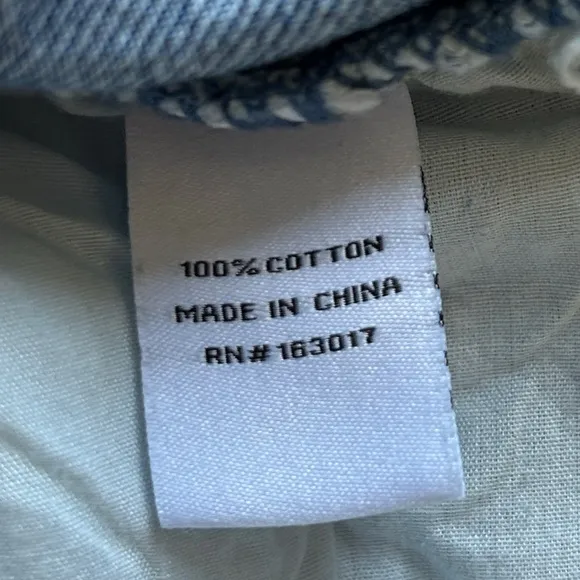 100% COTTON
MADE IN CHINA
RN# 163017